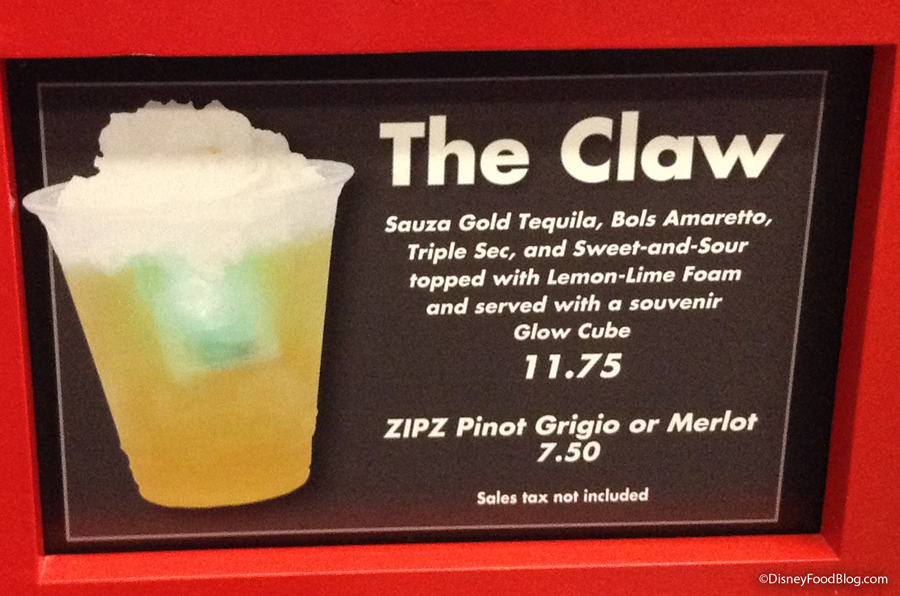 The Claw
Sauza Gold Tequila, Bols Amaretto,
Triple Sec, and Sweet-and-Sour
topped with Lemon-Lime Foam
and served with a souvenir
Glow Cube
11.75
ZIPZ Pinot Grigio or Merlot
7.50
Sales tax not included
©DisneyFoodBlog.com